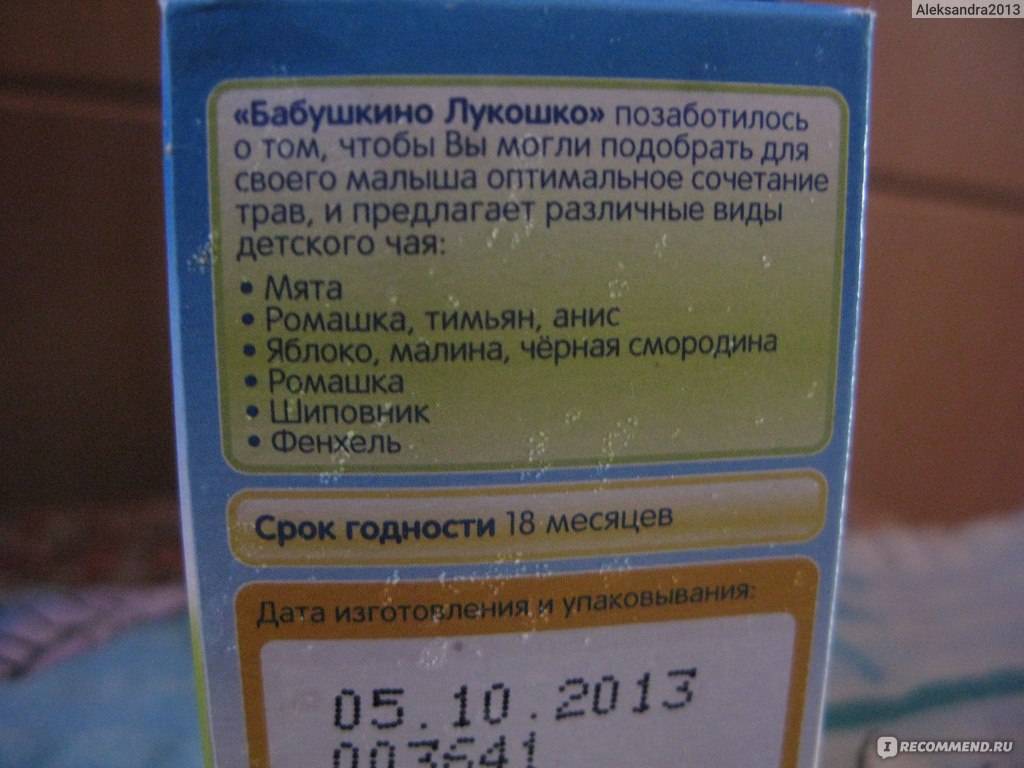 Aleksandra2013
«Бабушкино Лукошко» позаботилось
о том, чтобы Вы могли подобрать для
своего малыша оптимальное сочетание
трав, и предлагает различные виды
детского чая:
• Мята
• Ромашка, тимьян, анис
• Яблоко, малина, чёрная смородина
• Ромашка
• Шиповник
• Фенхель
Срок годности 18 месяцев
Дата изготовления и упаковывания:
05.10.2013
003641
IRECOMMEND.RU